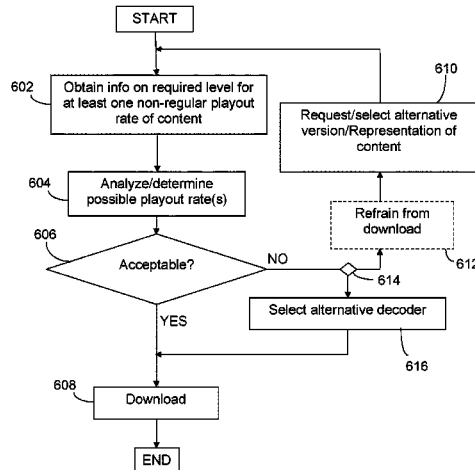 START
602
Obtain info on required level for
at least one non-regular playout
rate of content
610
Request/select alternative
version/Representation of
content
604
Analyze/determine
possible playout rate(s)
606
Acceptable?
NO
Refrain from
download
612
614
YES
Select alternative decoder
616
608
Download
END